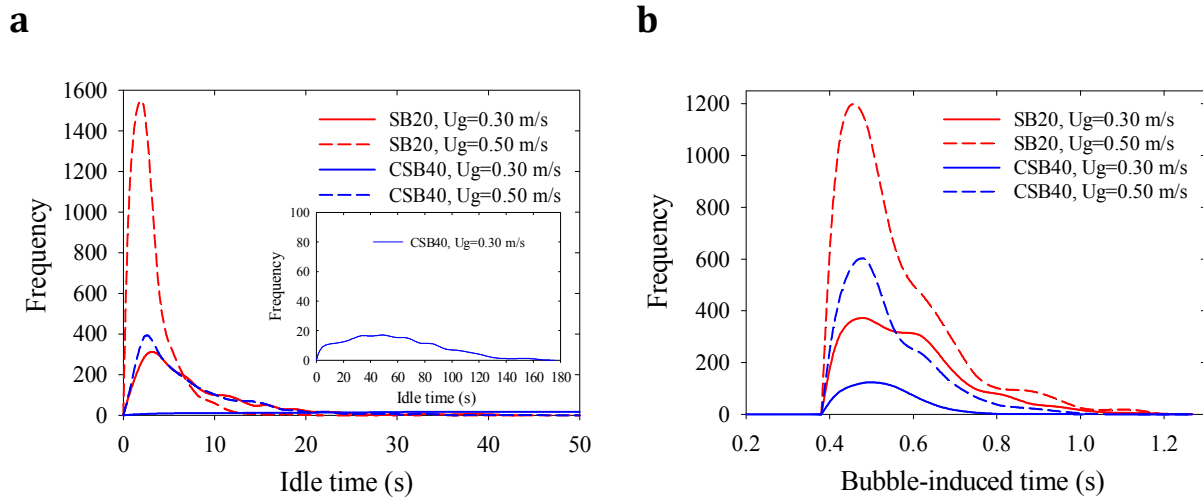 a
1600
1400
1200
1000
800
600
400
200
0
Frequency
0 10 20 30 40 50
Idle time (s)
SB20, Ug=0.30 m/s
SB20, Ug=0.50 m/s
CSB40, Ug=0.30 m/s
CSB40, Ug=0.50 m/s
100
80
60
40
20
0
Frequency
CSB40, Ug=0.30 m/s
0 20 40 60 80 100 120 140 160 180
Idle time (s)
b
1200
1000
800
600
400
200
0
Frequency
SB20, Ug=0.30 m/s
SB20, Ug=0.50 m/s
CSB40, Ug=0.30 m/s
CSB40, Ug=0.50 m/s
0.2 0.4 0.6 0.8 1.0 1.2
Bubble-induced time (s)